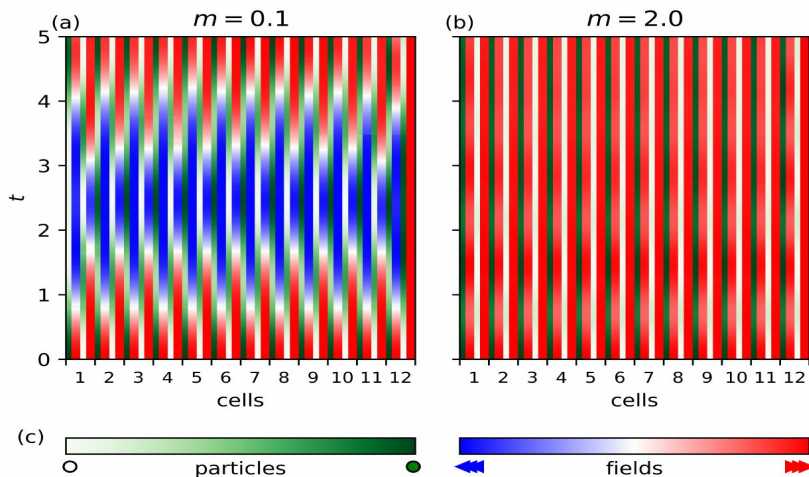 (a) m = 0.1
(b) m = 2.0
5
4
3
t
2
1
0
1 2 3 4 5 6 7 8 9 10 11 12
1 2 3 4 5 6 7 8 9 10 11 12
cells
cells
(c)
particles
fields